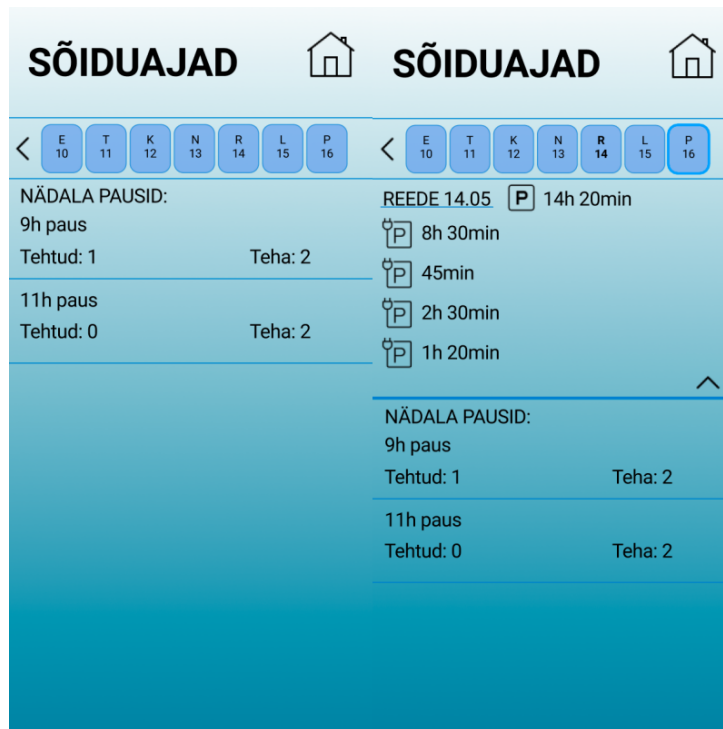 SÕIDUAJAD
E T K N R L P
10 11 12 13 14 15 16
NÄDALA PAUSID:
9h paus
Tehtud: 1 Teha: 2
11h paus
Tehtud: 0 Teha: 2
SÕIDUAJAD
E T K N R L P
10 11 12 13 14 15 16
REEDE 14.05 P 14h 20min
P 8h 30min
P 45min
P 2h 30min
P 1h 20min
NÄDALA PAUSID:
9h paus
Tehtud: 1 Teha: 2
11h paus
Tehtud: 0 Teha: 2